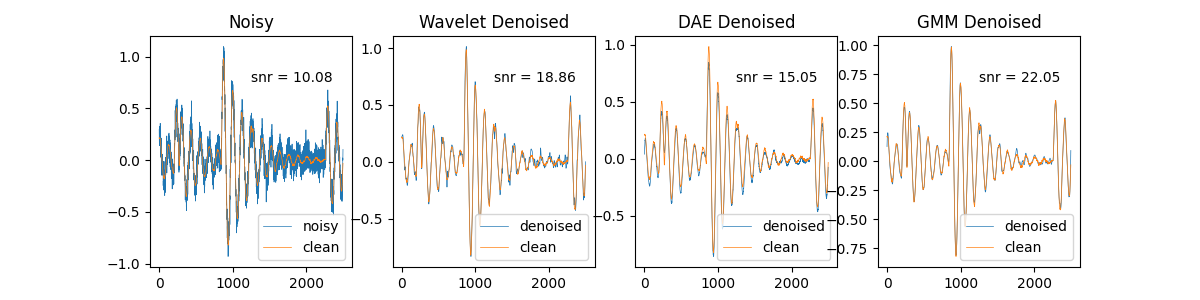 Noisy
1.0
0.5
0.0
−0.5
−1.0
0
1000
2000
snr = 10.08
noisy
clean
Wavelet Denoised
1.0
0.5
0.0
−0.5
0
1000
2000
snr = 18.86
denoised
clean
DAE Denoised
1.0
0.5
0.0
−0.5
0
1000
2000
snr = 15.05
denoised
clean
GMM Denoised
1.00
0.75
0.50
0.25
0.00
−0.25
−0.50
−0.75
0
1000
2000
snr = 22.05
denoised
clean